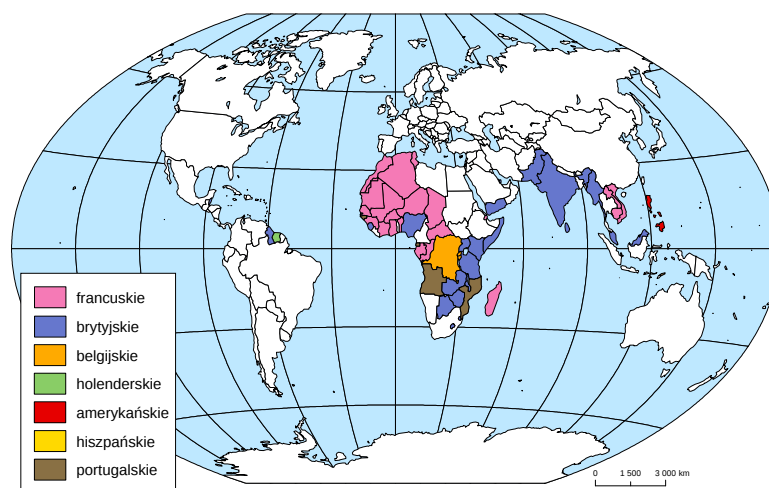 francuskie
brytyjskie
belgijskie
holenderskie
amerykańskie
hiszpańskie
portugalskie
0 1 500 3 000 km